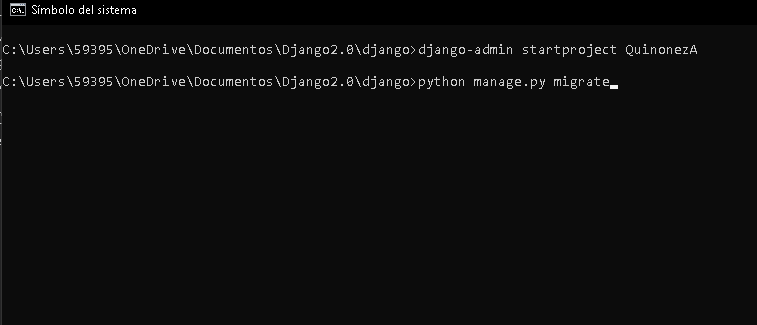 C:\. Símbolo del sistema
C:\Users\59395\OneDrive\Documentos\Django2.0\django>django-admin startproject QuinonezA
C:\Users\59395\OneDrive\Documentos\Django2.0\django>python manage.py migrate